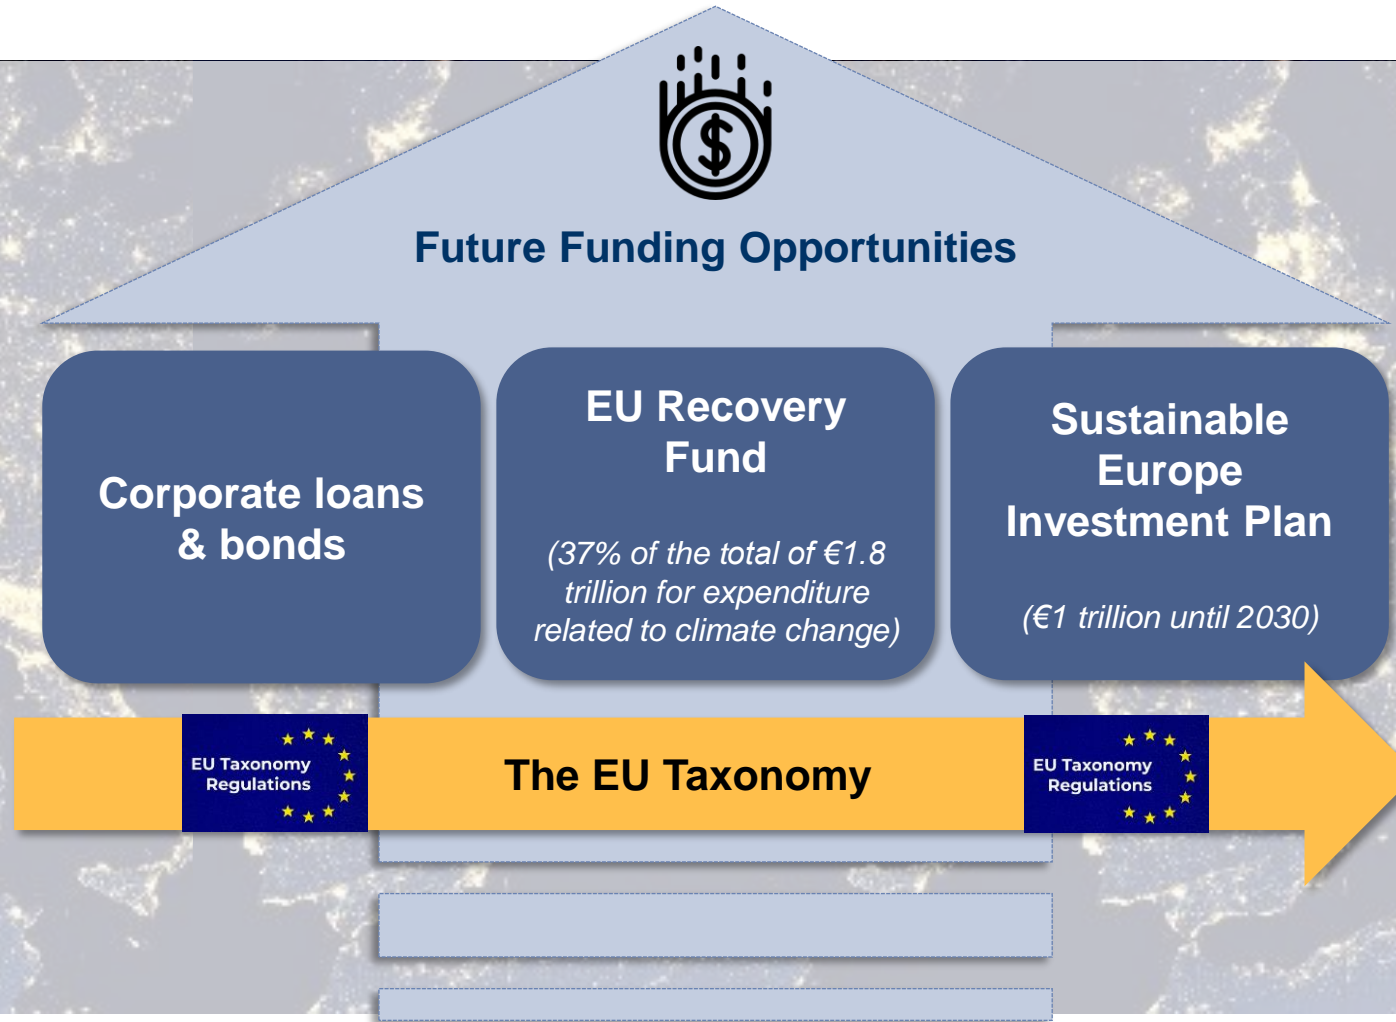 Future Funding Opportunities
Corporate loans
& bonds
EU Recovery
Fund
(37% of the total of €1.8
trillion for expenditure
related to climate change)
Sustainable
Europe
Investment Plan
(€1 trillion until 2030)
EU Taxonomy
Regulations
The EU Taxonomy
EU Taxonomy
Regulations